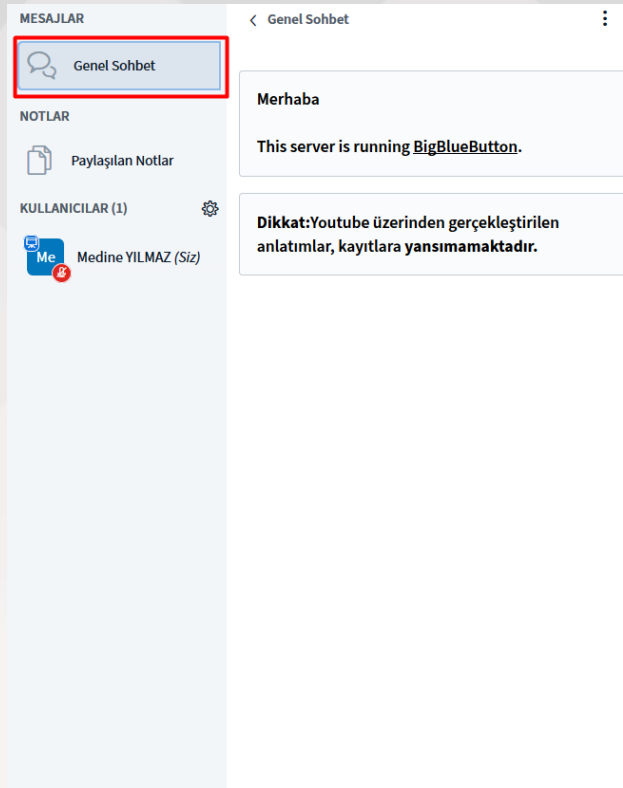 MESAJLAR
Genel Sohbet
NOTLAR
Paylaşılan Notlar
KULLANICILAR (1)
Me
Medine YILMAZ (Siz)
Genel Sohbet
Merhaba
This server is running BigBlueButton.
Dikkat:Youtube üzerinden gerçekleştirilen
anlatımlar, kayıtlara yansımamaktadır.